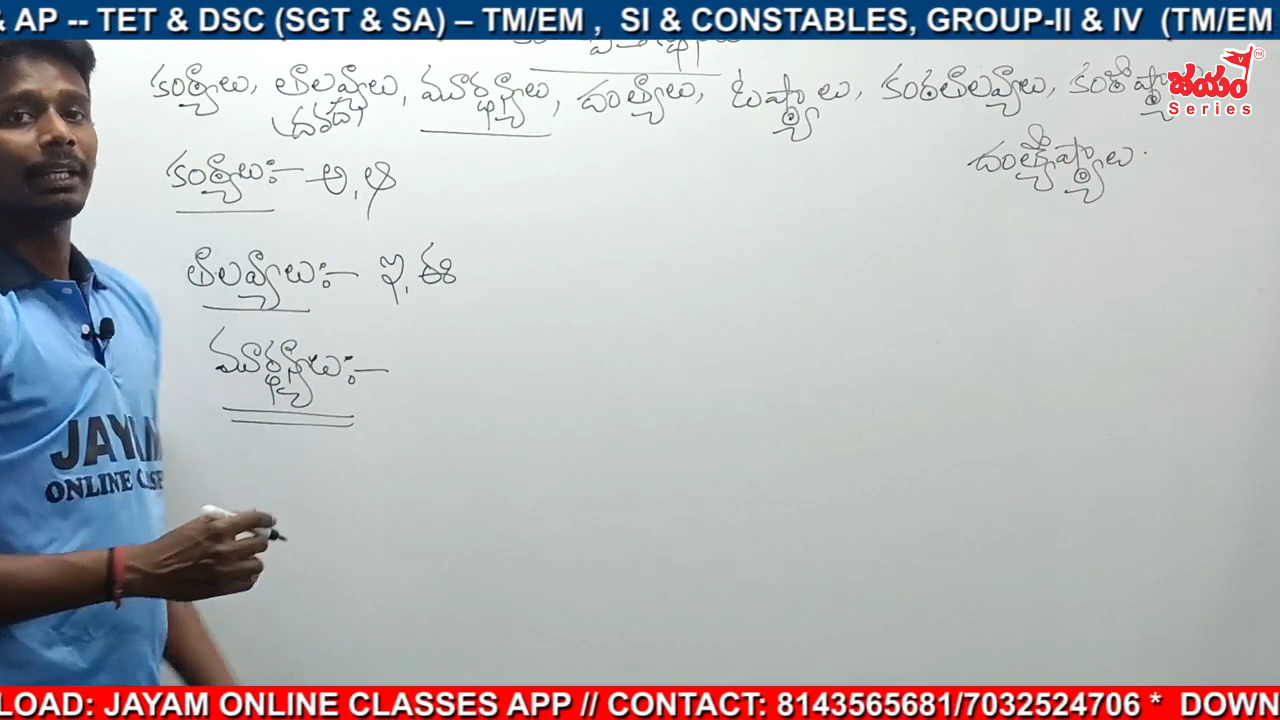 & AP -- TET & DSC (SGT & SA) – TM/EM , SI & CONSTABLES, GROUP-II & IV (TM/EM
జయం
Series
కంఠ్యాలు, తాలవ్యాలు, మూర్ధన్యాలు, దంత్యాలు, ఓష్ఠ్యాలు, కంఠతాలవ్యాలు,
దంత్యోష్ఠ్యాలు.
కంఠ్యాలు:- అ, ఆ
తాలవ్యాలు:- ఇ, ఈ
మూర్ధన్యాలు:-
JAYAM
ONLINE
LOAD: JAYAM ONLINE CLASSES APP // CONTACT: 8143565681/7032524706 * DOWN